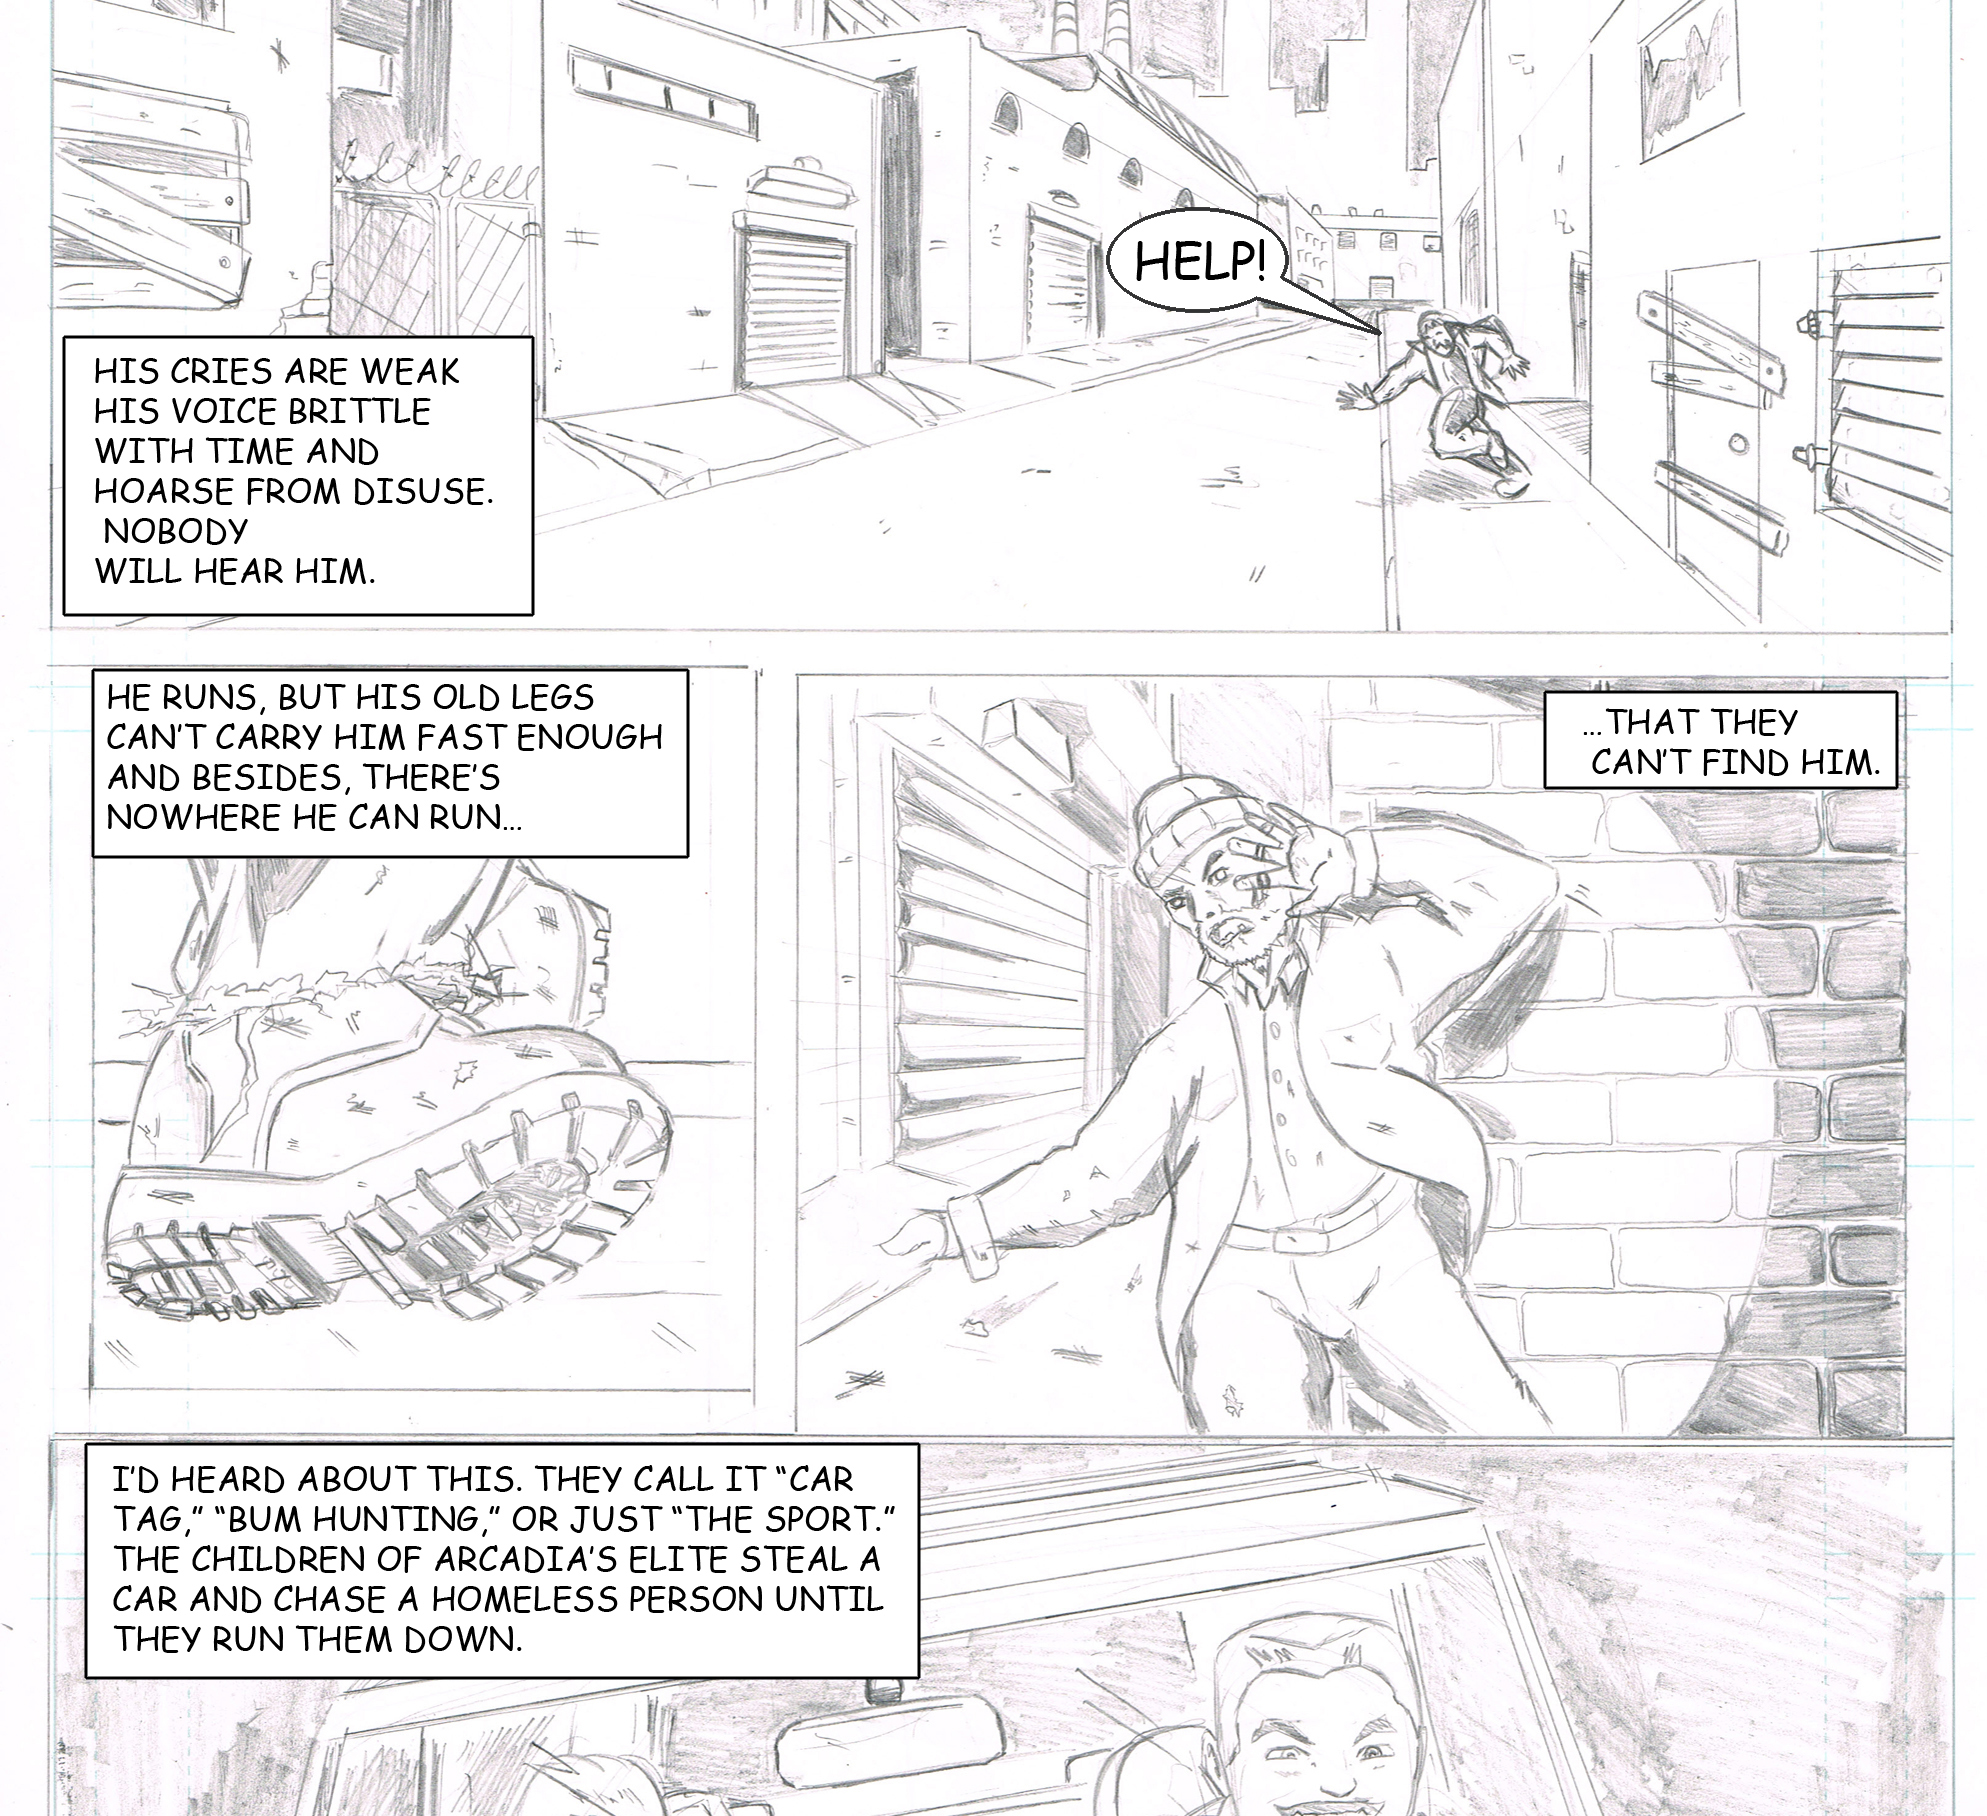 HELP!
HIS CRIES ARE WEAK
HIS VOICE BRITTLE
WITH TIME AND
HOARSE FROM DISUSE.
NOBODY
WILL HEAR HIM.
HE RUNS, BUT HIS OLD LEGS
CAN'T CARRY HIM FAST ENOUGH
AND BESIDES, THERE'S
NOWHERE HE CAN RUN...
...THAT THEY
CAN'T FIND HIM.
I'D HEARD ABOUT THIS. THEY CALL IT “CAR
TAG,” “BUM HUNTING,” OR JUST “THE SPORT.”
THE CHILDREN OF ARCADIA'S ELITE STEAL A
CAR AND CHASE A HOMELESS PERSON UNTIL
THEY RUN THEM DOWN.